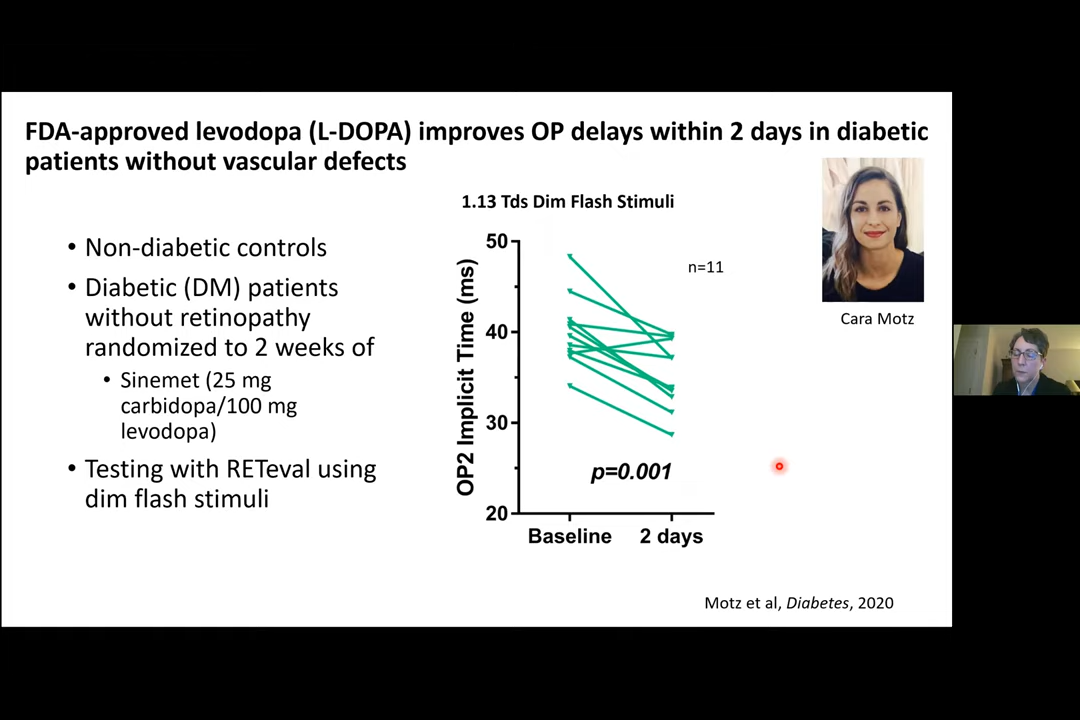 FDA-approved levodopa (L-DOPA) improves OP delays within 2 days in diabetic
patients without vascular defects
• Non-diabetic controls
• Diabetic (DM) patients
without retinopathy
randomized to 2 weeks of
• Sinemet (25 mg
carbidopa/100 mg
levodopa)
• Testing with RETeval using
dim flash stimuli
1.13 Tds Dim Flash Stimuli
OP2 Implicit Time (ms)
50
40
30
20
n=11
p=0.001
Baseline 2 days
Cara Motz
Motz et al, Diabetes, 2020